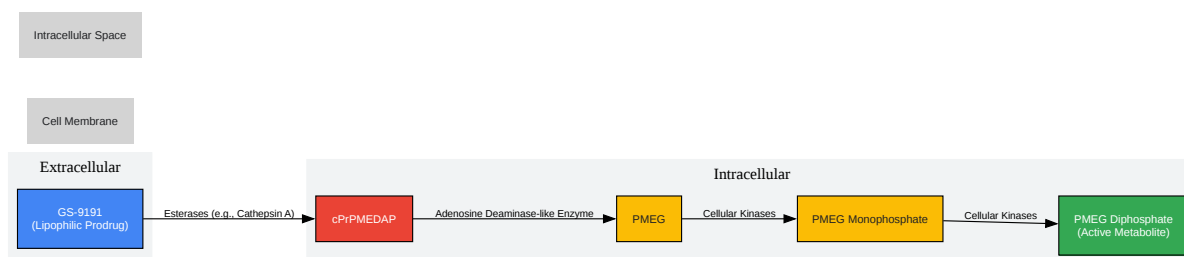 Intracellular Space
Cell Membrane
Extracellular
Intracellular
GS-9191
(Lipophilic Prodrug)
Esterases (e.g., Cathepsin A)
cPrPMEDAP
Adenosine Deaminase-like Enzyme
PMEG
Cellular Kinases
PMEG Monophosphate
Cellular Kinases
PMEG Diphosphate
(Active Metabolite)